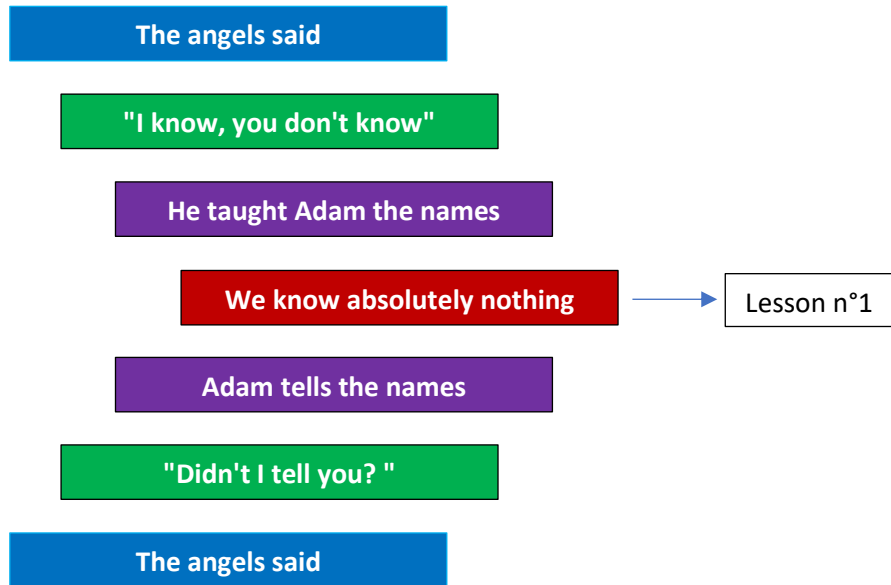 The angels said
"I know, you don't know"
He taught Adam the names
We know absolutely nothing
Lesson n°1
Adam tells the names
"Didn't I tell you? "
The angels said